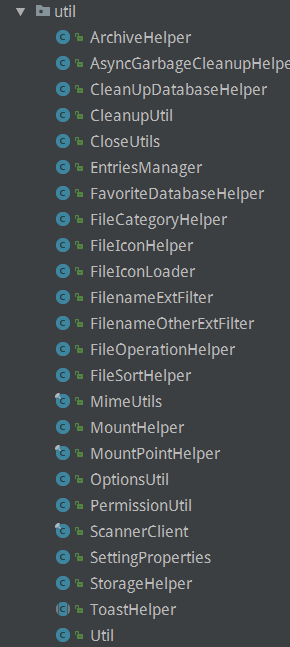 util
ArchiveHelper
AsyncGarbageCleanupHelpe
CleanUpDatabaseHelper
CleanupUtil
CloseUtils
EntriesManager
FavoriteDatabaseHelper
FileCategoryHelper
FileIconHelper
FileIconLoader
FilenameExtFilter
FilenameOtherExtFilter
FileOperationHelper
FileSortHelper
MimeUtils
MountHelper
MountPointHelper
OptionsUtil
PermissionUtil
ScannerClient
SettingProperties
StorageHelper
ToastHelper
Util